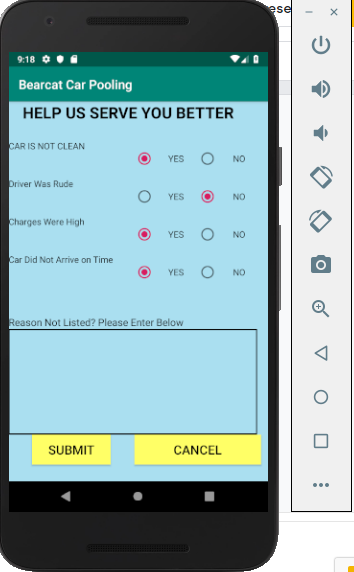 ese
9:18
Bearcat Car Pooling
HELP US SERVE YOU BETTER
CAR IS NOT CLEAN
YES NO
Driver Was Rude
YES NO
Charges Were High
YES NO
Car Did Not Arrive on Time
YES NO
Reason Not Listed? Please Enter Below
SUBMIT CANCEL